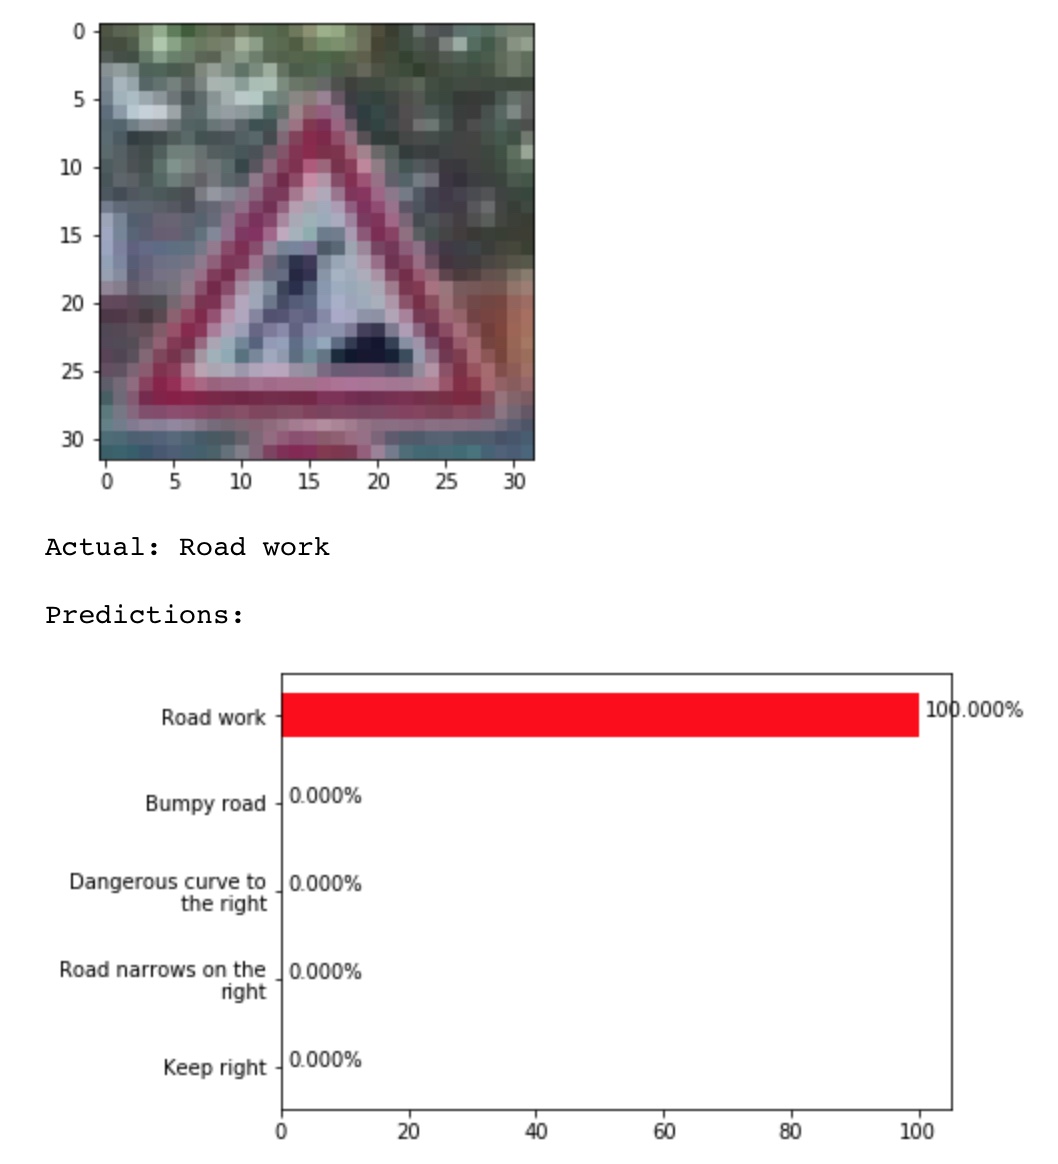 0
5
10
15
20
25
30
0 5 10 15 20 25 30
Actual: Road work
Predictions:
Road work 100.000%
Bumpy road 0.000%
Dangerous curve to
the right 0.000%
Road narrows on the
right 0.000%
Keep right 0.000%
0 20 40 60 80 100